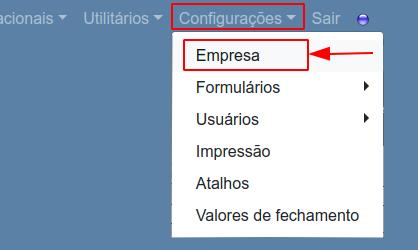 acionais Utilitários Configurações Sair
Empresa
Formulários
Usuários
Impressão
Atalhos
Valores de fechamento